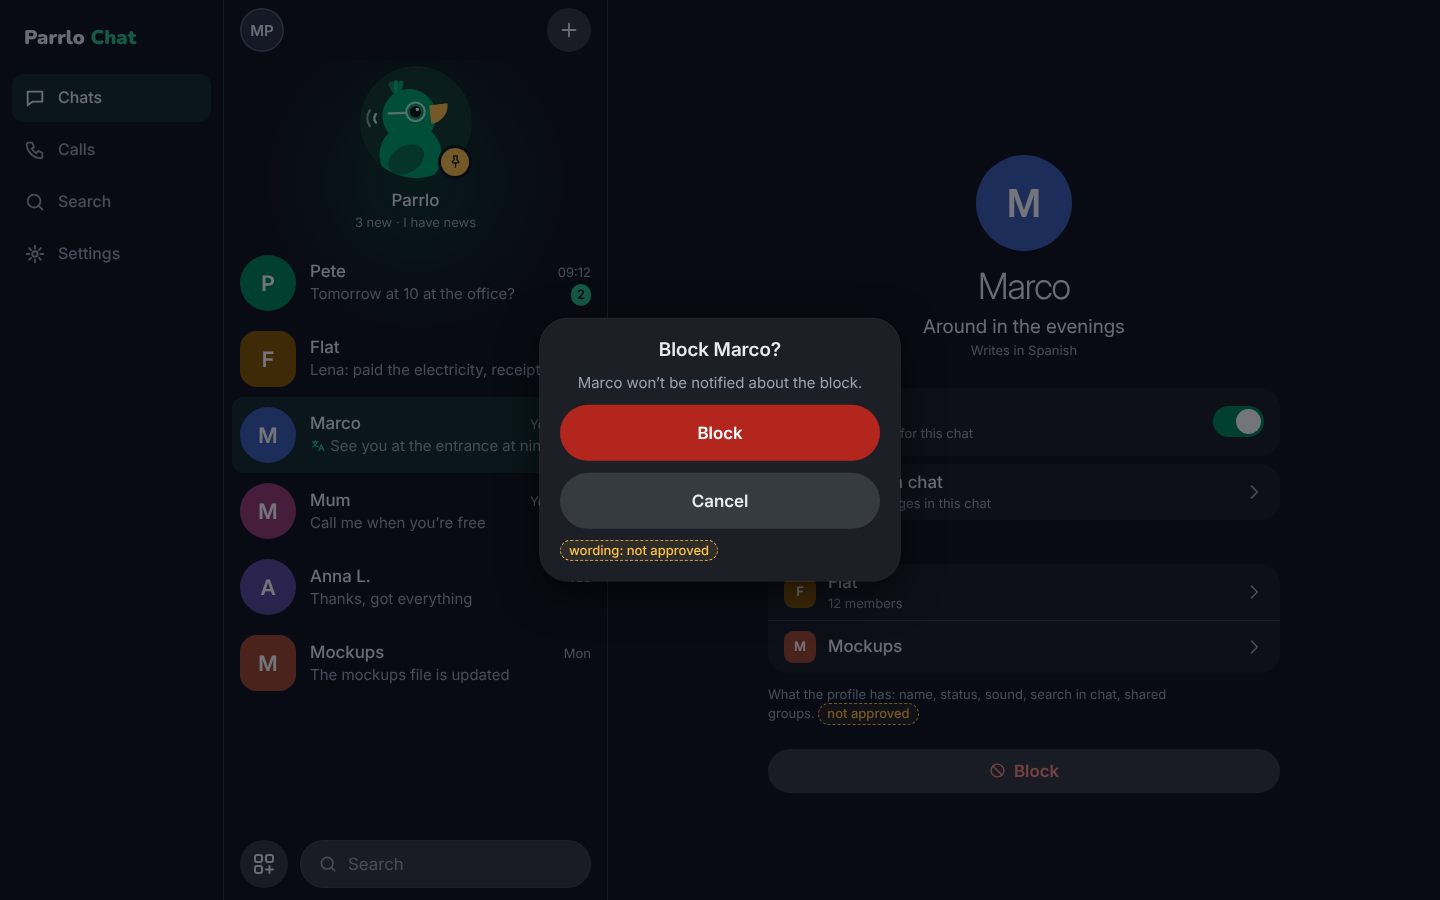 Parrlo Chat
Chats
Calls
Search
Settings
MP
Parrlo
3 new · I have news
P
Pete
09:12
Tomorrow at 10 at the office?
2
F
Flat
Lena: paid the electricity, receipt
M
Marco
See you at the entrance at nin
M
Mum
Call me when you're free
A
Anna L.
Thanks, got everything
M
Mockups
Mon
The mockups file is updated
Search
Block Marco?
Marco won't be notified about the block.
Block
Cancel
wording: not approved
M
Marco
Around in the evenings
Writes in Spanish
for this chat
chat
in this chat
F
Flat
12 members
M
Mockups
What the profile has: name, status, sound, search in chat, shared
groups. not approved
Block